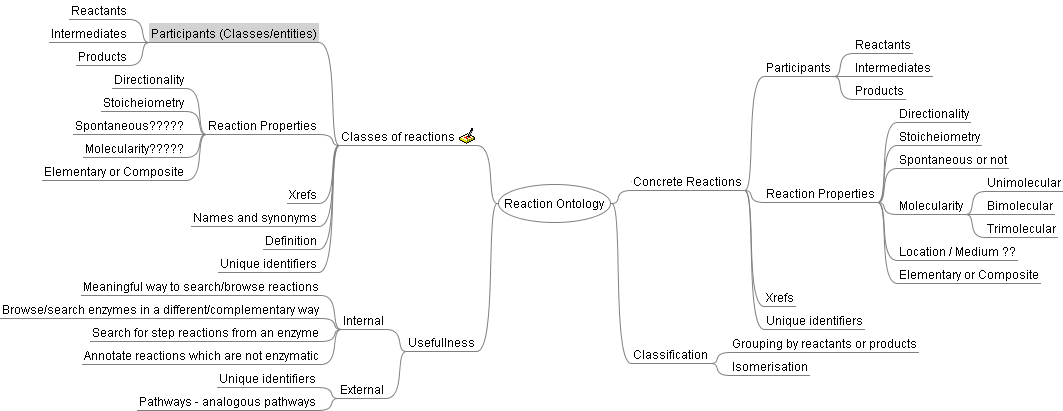 Reaction Ontology
Classes of reactions
Participants (Classes/entities)
Reactants
Intermediates
Products
Reaction Properties
Directionality
Stoicheiometry
Spontaneous?????
Molecularity?????
Elementary or Composite
Xrefs
Names and synonyms
Definition
Unique identifiers
Usefullness
Internal
Meaningful way to search/browse reactions
Browse/search enzymes in a different/complementary way
Search for step reactions from an enzyme
Annotate reactions which are not enzymatic
External
Unique identifiers
Pathways - analogous pathways
Concrete Reactions
Participants
Reactants
Intermediates
Products
Reaction Properties
Directionality
Stoicheiometry
Spontaneous or not
Molecularity
Unimolecular
Bimolecular
Trimolecular
Location / Medium ??
Elementary or Composite
Xrefs
Unique identifiers
Classification
Grouping by reactants or products
Isomerisation